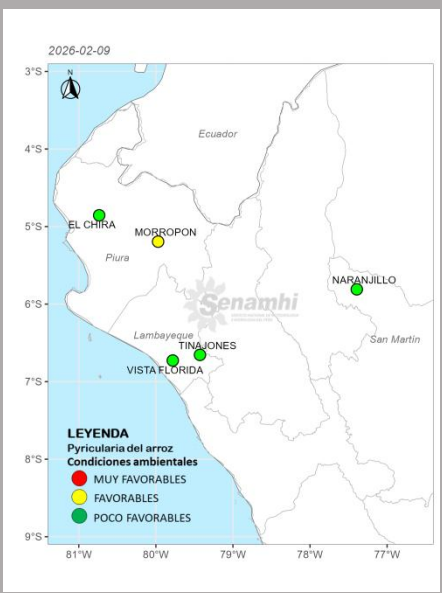 2026-02-09
N
3°S
4°S
Ecuador
5°S
EL CHIRA
MORROPON
Piura
NARANJILLO
6°S
Senamhi
Lambayeque
TINAJONES
San Martín
VISTA FLORIDA
7°S
LEYENDA
Pyricularia del arroz
Condiciones ambientales
8°S
MUY FAVORABLES
FAVORABLES
POCO FAVORABLES
9°S
81°W 80°W 79°W 78°W 77°W